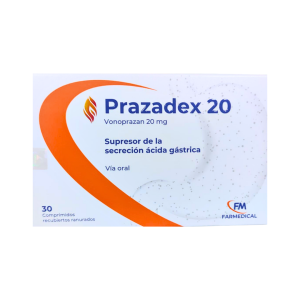 Prazadex 20
Vonoprazan 20 mg
Supresor de la
secreción ácida gástrica
Vía oral
30
Comprimidos
recubiertos ranurados
FM
FARMEDICAL